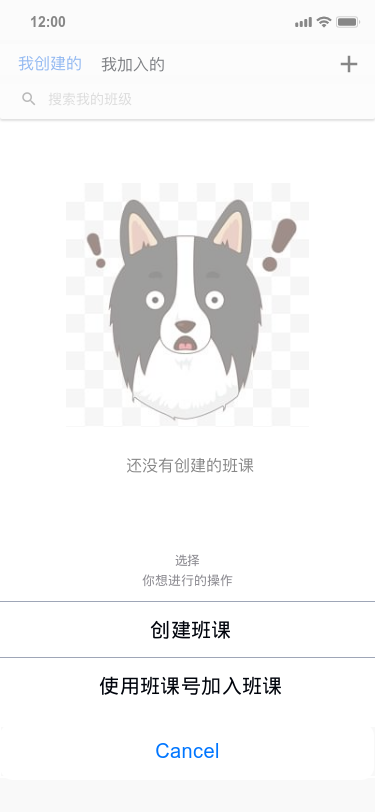 12:00
我创建的 我加入的
搜索我的班级
还没有创建的班课
选择
你想进行的操作
创建班课
使用班课号加入班课
Cancel